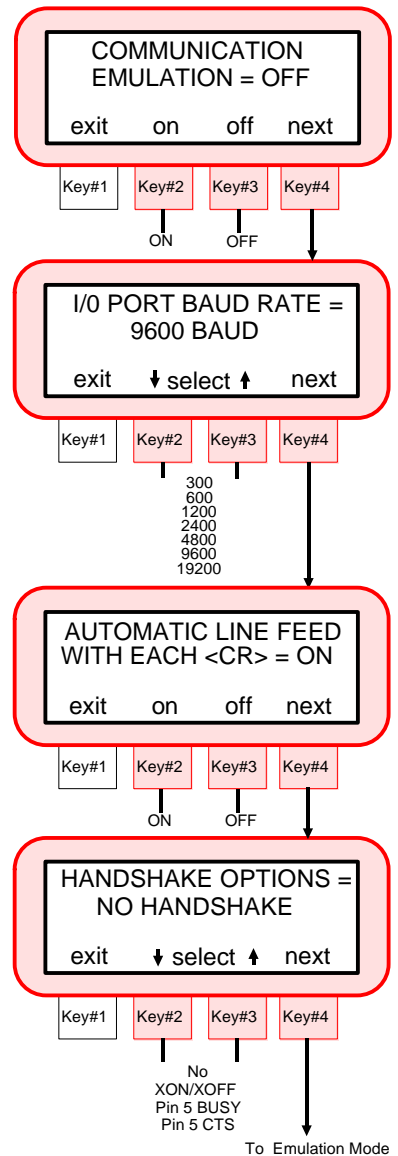 COMMUNICATION
EMULATION = OFF
exit on off next
Key#1 Key#2 Key#3 Key#4
ON OFF
I/0 PORT BAUD RATE =
9600 BAUD
exit select next
Key#1 Key#2 Key#3 Key#4
300
600
1200
2400
4800
9600
19200
AUTOMATIC LINE FEED
WITH EACH <CR> = ON
exit on off next
Key#1 Key#2 Key#3 Key#4
ON OFF
HANDSHAKE OPTIONS =
NO HANDSHAKE
exit select next
Key#1 Key#2 Key#3 Key#4
No
XON/XOFF
Pin 5 BUSY
Pin 5 CTS
To Emulation Mode